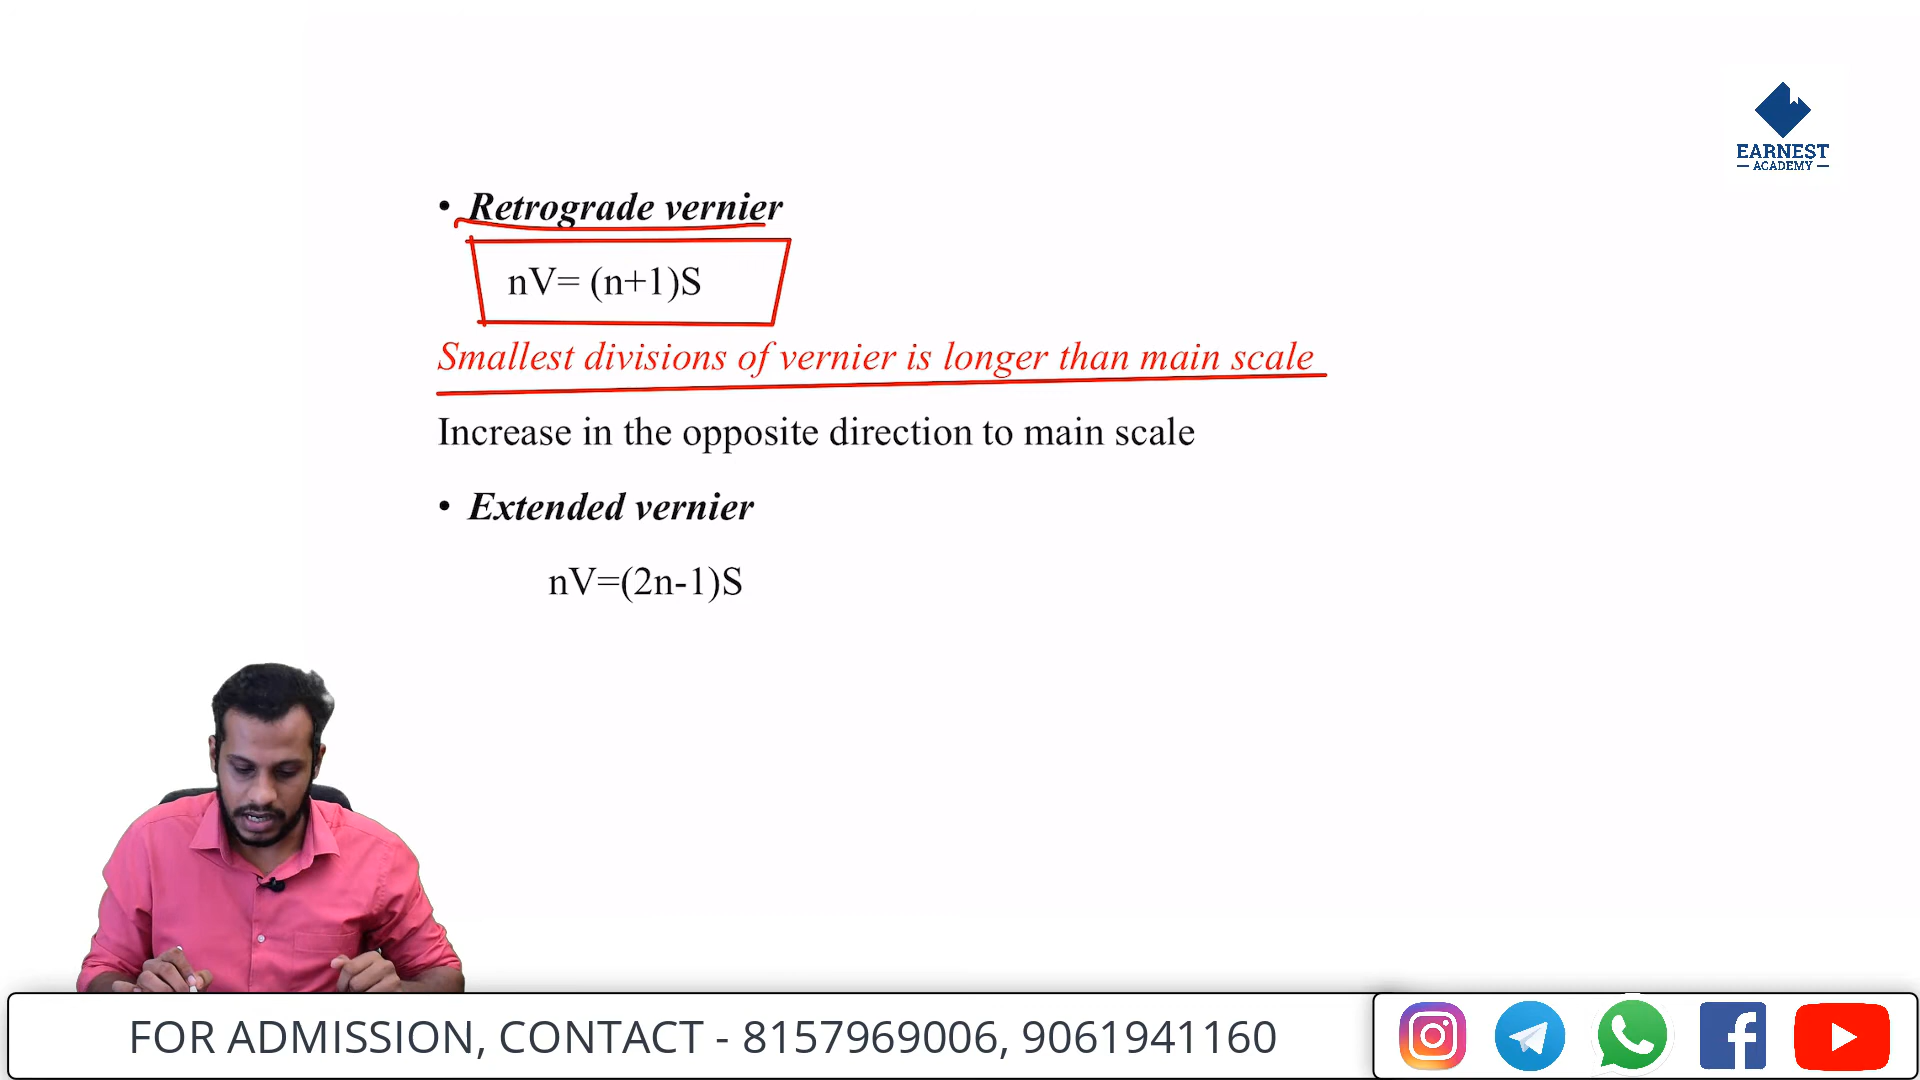 EARNEST
ACADEMY
• Retrograde vernier
nV= (n+1)S
Smallest divisions of vernier is longer than main scale
Increase in the opposite direction to main scale
• Extended vernier
nV=(2n-1)S
FOR ADMISSION, CONTACT - 8157969006, 9061941160